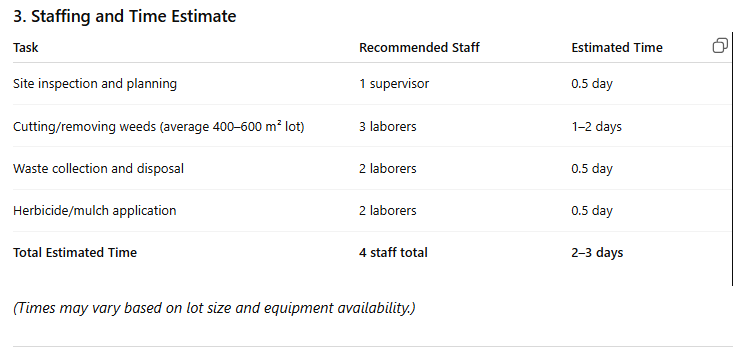 3. Staffing and Time Estimate
Task Recommended Staff Estimated Time
Site inspection and planning 1 supervisor 0.5 day
Cutting/removing weeds (average 400–600 m² lot) 3 laborers 1–2 days
Waste collection and disposal 2 laborers 0.5 day
Herbicide/mulch application 2 laborers 0.5 day
Total Estimated Time 4 staff total 2–3 days
(Times may vary based on lot size and equipment availability.)